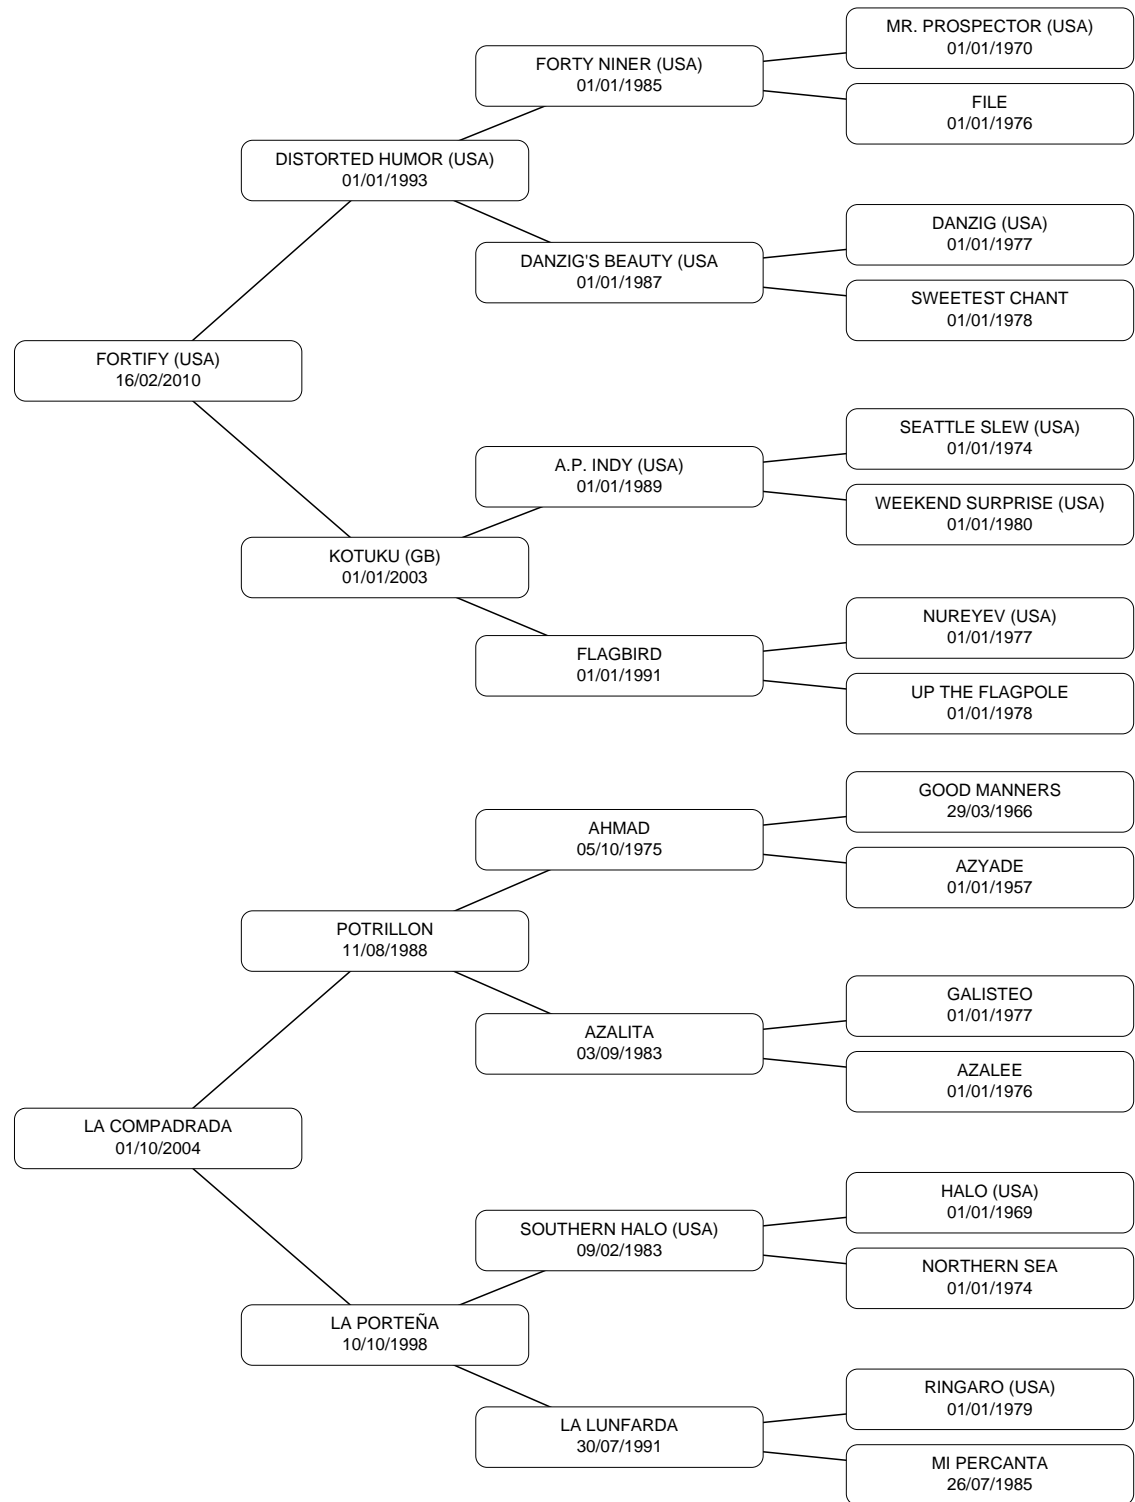 MR. PROSPECTOR (USA)
01/01/1970
FORTY NINER (USA)
01/01/1985
FILE
01/01/1976
DISTORTED HUMOR (USA)
01/01/1993
DANZIG (USA)
01/01/1977
DANZIG'S BEAUTY (USA
01/01/1987
SWEETEST CHANT
01/01/1978
FORTIFY (USA)
16/02/2010
SEATTLE SLEW (USA)
01/01/1974
A.P. INDY (USA)
01/01/1989
WEEKEND SURPRISE (USA)
01/01/1980
KOTUKU (GB)
01/01/2003
NUREYEV (USA)
01/01/1977
FLAGBIRD
01/01/1991
UP THE FLAGPOLE
01/01/1978
GOOD MANNERS
29/03/1966
AHMAD
05/10/1975
AZYADE
01/01/1957
POTRILLON
11/08/1988
GALISTEO
01/01/1977
AZALITA
03/09/1983
AZALEE
01/01/1976
LA COMPADRADA
01/10/2004
HALO (USA)
01/01/1969
SOUTHERN HALO (USA)
09/02/1983
NORTHERN SEA
01/01/1974
LA PORTEÑA
10/10/1998
RINGARO (USA)
01/01/1979
LA LUNFARDA
30/07/1991
MI PERCANTA
26/07/1985